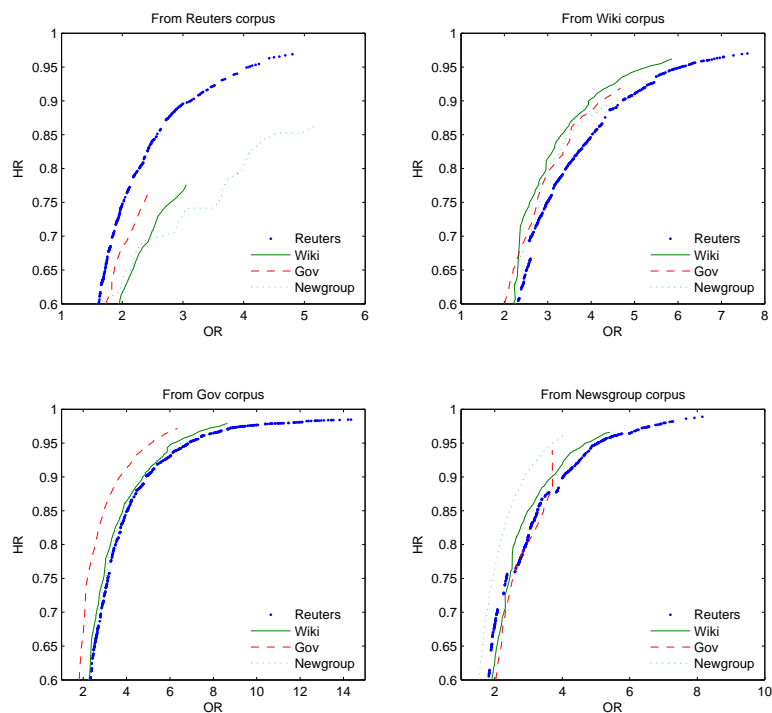 From Reuters corpus
1
0.95
0.9
0.85
0.8
0.75
0.7
0.65
0.6
HR
1 2 3 4 5 6
OR
Reuters
Wiki
Gov
Newgroup
From Wiki corpus
1
0.95
0.9
0.85
0.8
0.75
0.7
0.65
0.6
HR
1 2 3 4 5 6 7 8
OR
Reuters
Wiki
Gov
Newgroup
From Gov corpus
1
0.95
0.9
0.85
0.8
0.75
0.7
0.65
0.6
HR
2 4 6 8 10 12 14
OR
Reuters
Wiki
Gov
Newgroup
From Newsgroup corpus
1
0.95
0.9
0.85
0.8
0.75
0.7
0.65
0.6
HR
2 4 6 8 10
OR
Reuters
Wiki
Gov
Newgroup